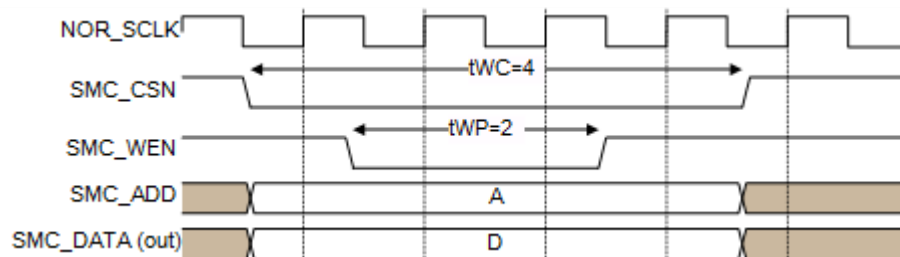 NOR_SCLK
tWC=4
SMC_CSN
tWP=2
SMC_WEN
SMC_ADD A
SMC_DATA (out) D